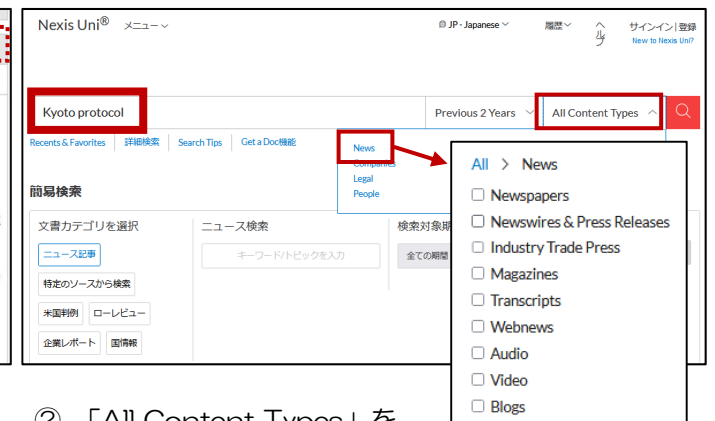 Nexis Uni® メニュー
JP - Japanese
履歴
ヘルプ
サインイン|登録
New to Nexis Uni?
Kyoto protocol
Previous 2 Years
All Content Types
Recents & Favorites
詳細検索
Search Tips
Get a Doc機能
News
Companies
Legal
People
All > News
Newspapers
Newswires & Press Releases
Industry Trade Press
Magazines
Transcripts
Webnews
Audio
Video
Blogs
簡易検索
文書カテゴリを選択
ニュース記事
特定のソースから検索
米国判例
ローレビュー
企業レポート
国情報
ニュース検索
キーワード/トピックを入力
検索対象期
全ての期間
② 「All Content Types」を